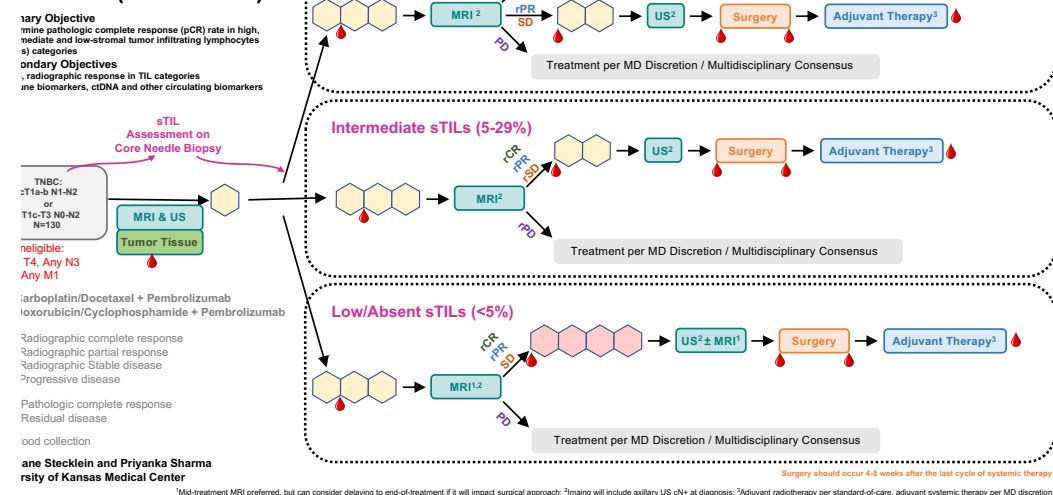 nary Objective
rmine pathologic complete response (pCR) rate in high,
mediate and low-stromal tumor infiltrating lymphocytes
s) categories
ondary Objectives
, radiographic response in TIL categories
ne biomarkers, ctDNA and other circulating biomarkers
MRI 2
rPR
SD
PD
US2
Surgery
Adjuvant Therapy3
Treatment per MD Discretion / Multidisciplinary Consensus
sTIL
Assessment on
Core Needle Biopsy
TNBC:
cT1a-b N1-N2
or
T1c-T3 N0-N2
N=130
MRI & US
Tumor Tissue
neligible:
T4, Any N3
Any M1
Intermediate sTILs (5-29%)
MRI2
rCR
rPR
rSD
rPD
US2
Surgery
Adjuvant Therapy3
Treatment per MD Discretion / Multidisciplinary Consensus
Carboplatin/Docetaxel + Pembrolizumab
Doxorubicin/Cyclophosphamide + Pembrolizumab
Radiographic complete response
Radiographic partial response
Radiographic Stable disease
Progressive disease
Pathologic complete response
Residual disease
lood collection
Low/Absent sTILs (<5%)
MRI1,2
rCR
rPR
SD
PD
US2 ± MRI1
Surgery
Adjuvant Therapy3
Treatment per MD Discretion / Multidisciplinary Consensus
ane Stecklein and Priyanka Sharma
rsity of Kansas Medical Center
Surgery should occur 4-8 weeks after the last cycle of systemic therapy
1Mid-treatment MRI preferred, but can consider delaying to end-of-treatment if it will impact surgical approach; 2Imaing will include axillary US cN+ at diagnosis; 3Adjuvant radiotherapy per standard-of-care, adjuvant systemic therapy per MD discretion